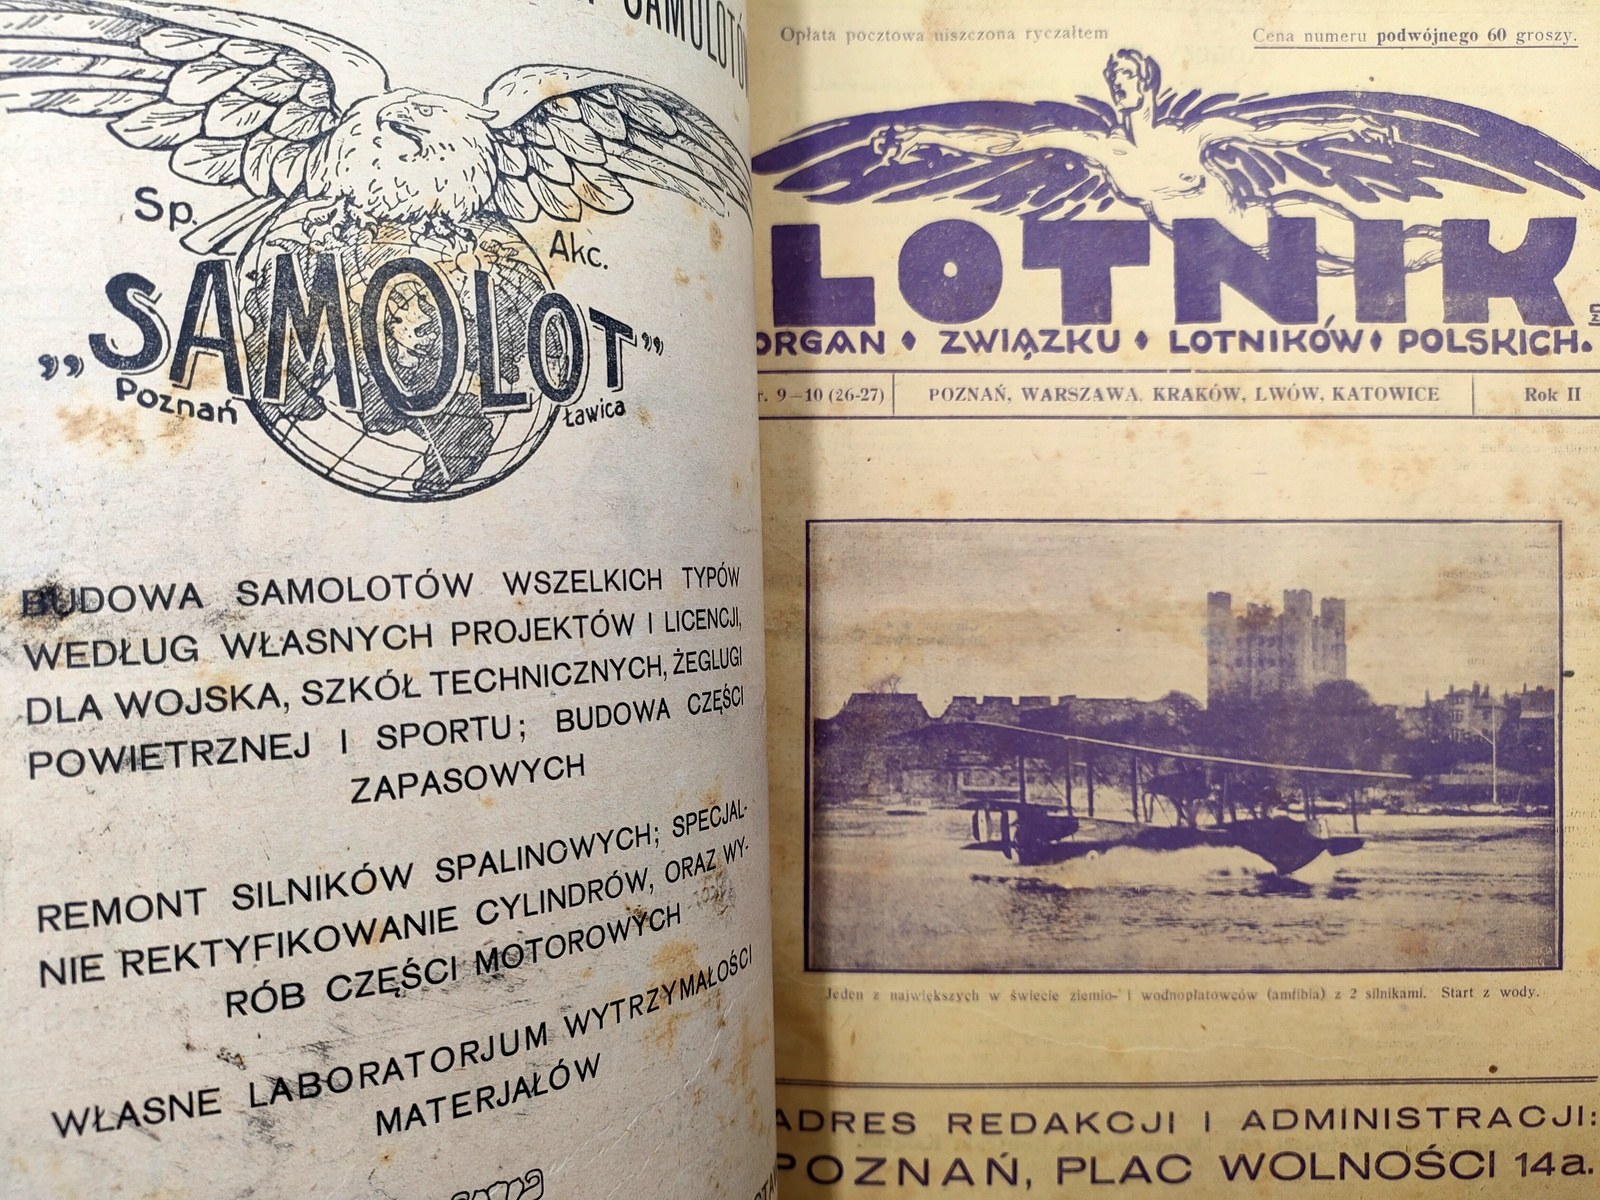 SAMOLOTÓW
Sp. Akc.
„SAMOLOT”
Poznań Ławica
BUDOWA SAMOLOTÓW WSZELKICH TYPÓW
WEDŁUG WŁASNYCH PROJEKTÓW I LICENCJI,
DLA WOJSKA, SZKÓŁ TECHNICZNYCH, ŻEGLUGI
POWIETRZNEJ I SPORTU; BUDOWA CZĘŚCI
ZAPASOWYCH
REMONT SILNIKÓW SPALINOWYCH; SPECJAL-
NIE REKTYFIKOWANIE CYLINDRÓW, ORAZ WY-
RÓB CZĘŚCI MOTOROWYCH
WŁASNE LABORATORJUM WYTRZYMAŁOŚCI
MATERJAŁÓW
Opłata pocztowa uiszczona ryczałtem Cena numeru podwójnego 60 groszy.
LOTNIK
ORGAN • ZWIĄZKU • LOTNIKÓW • POLSKICH.
r. 9–10 (26-27) POZNAŃ, WARSZAWA. KRAKÓW, LWÓW, KATOWICE Rok II
Jeden z największych w świecie ziemio- i wodnopłatowców (amfibia) z 2 silnikami. Start z wody.
ADRES REDAKCJI I ADMINISTRACJI:
POZNAŃ, PLAC WOLNOŚCI 14a.